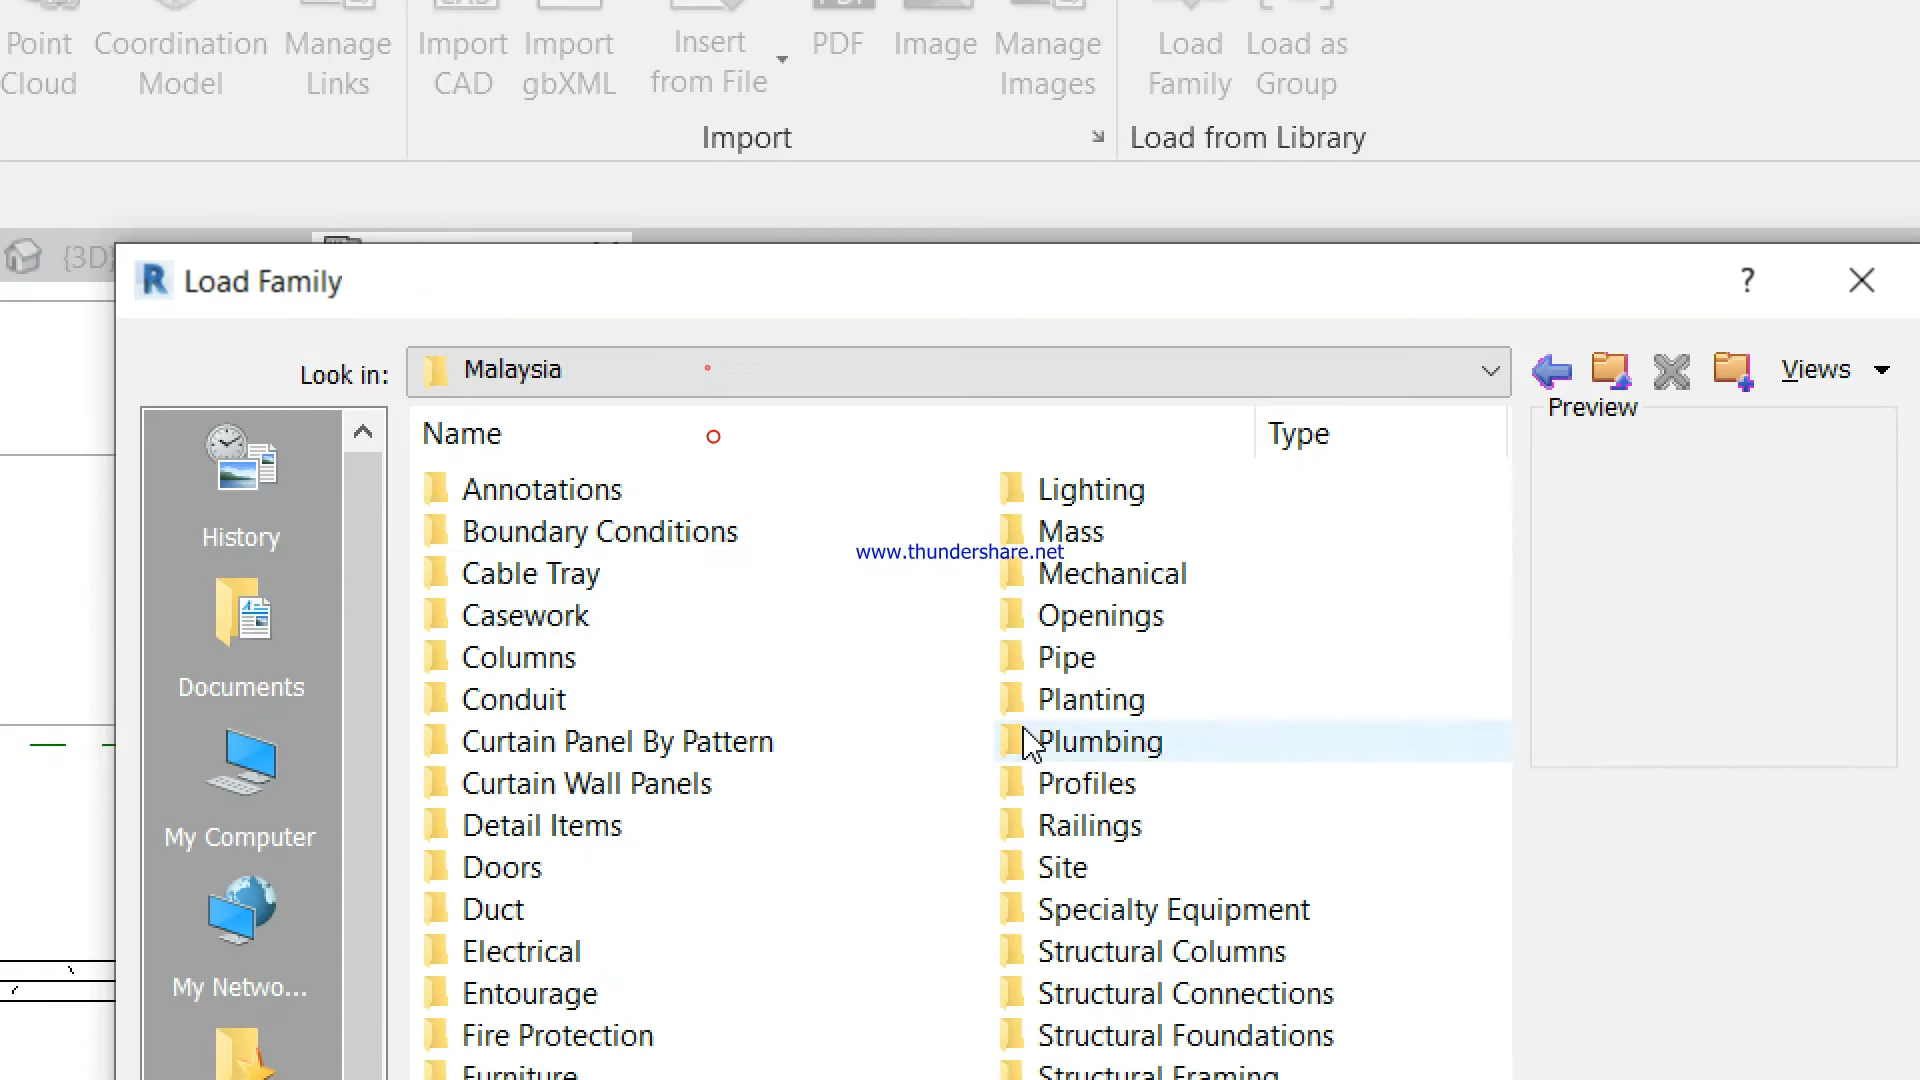 Point Cloud
Coordination Model
Manage Links
Import CAD
Import gbXML
Insert from File
PDF
Image
Manage Images
Load Family
Load as Group
Import
Load from Library
{3D}
R Load Family
?
Look in:
Malaysia
Views
Preview
Name
Type
History
Documents
My Computer
My Netwo...
Annotations
Boundary Conditions
Cable Tray
Casework
Columns
Conduit
Curtain Panel By Pattern
Curtain Wall Panels
Detail Items
Doors
Duct
Electrical
Entourage
Fire Protection
Furniture
Lighting
Mass
www.thundershare.net
Mechanical
Openings
Pipe
Planting
Plumbing
Profiles
Railings
Site
Specialty Equipment
Structural Columns
Structural Connections
Structural Foundations
Structural Framing